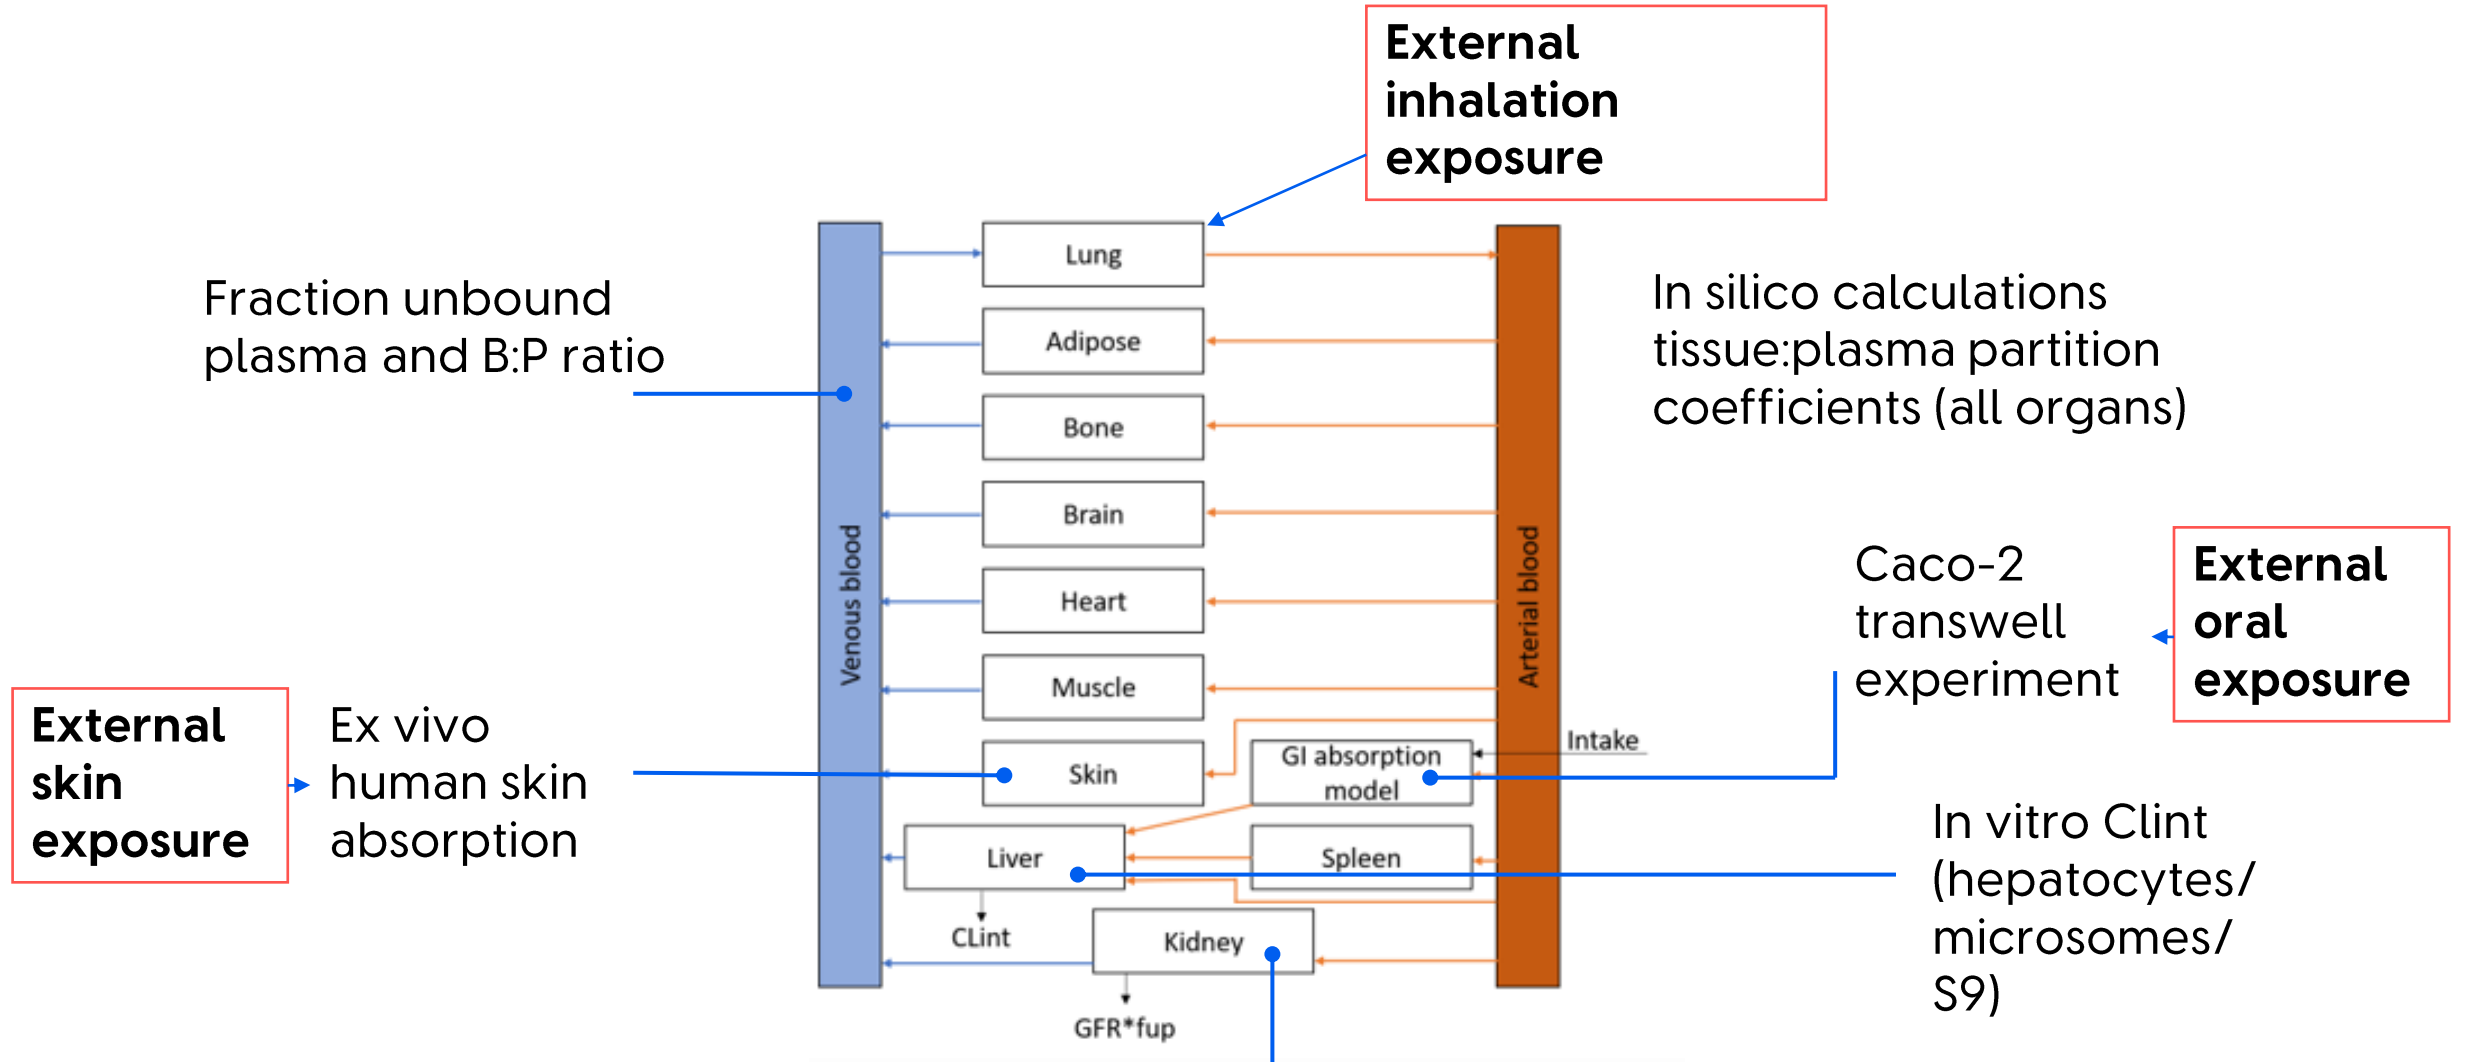 External
inhalation
exposure
Fraction unbound
plasma and B:P ratio
In silico calculations
tissue:plasma partition
coefficients (all organs)
Lung
Adipose
Bone
Brain
Heart
Muscle
Skin
GI absorption
model
Intake
Liver
Spleen
CLint
Kidney
GFR*fup
Venous blood
Arterial blood
Caco-2
transwell
experiment
External
oral
exposure
External
skin
exposure
Ex vivo
human skin
absorption
In vitro Clint
(hepatocytes/
microsomes/
S9)